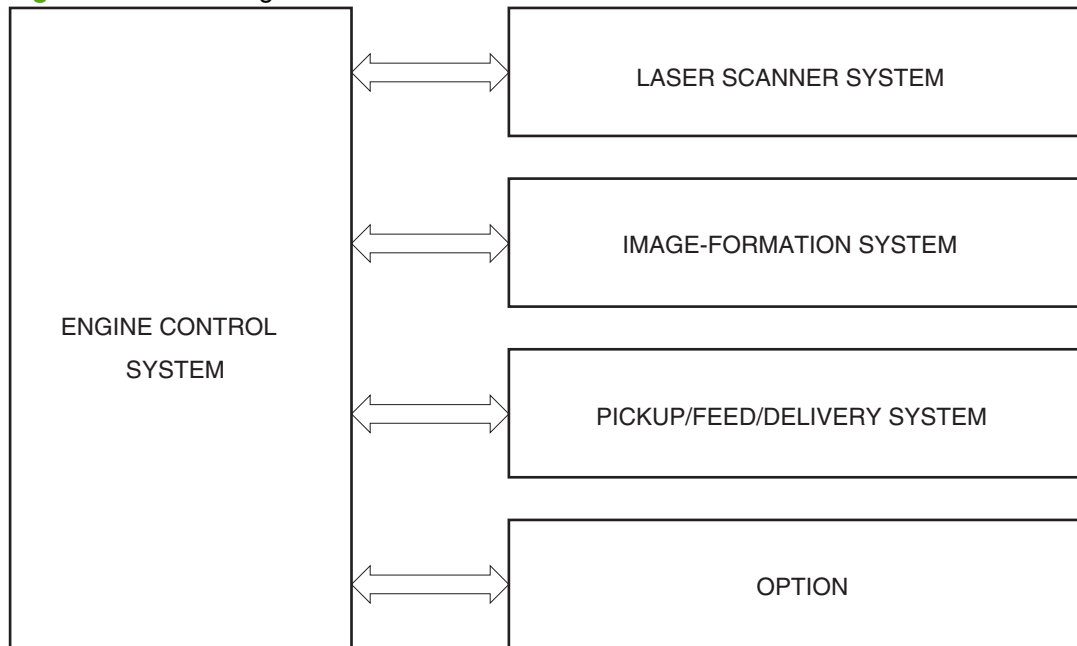 ENGINE CONTROL
SYSTEM
LASER SCANNER SYSTEM
IMAGE-FORMATION SYSTEM
PICKUP/FEED/DELIVERY SYSTEM
OPTION